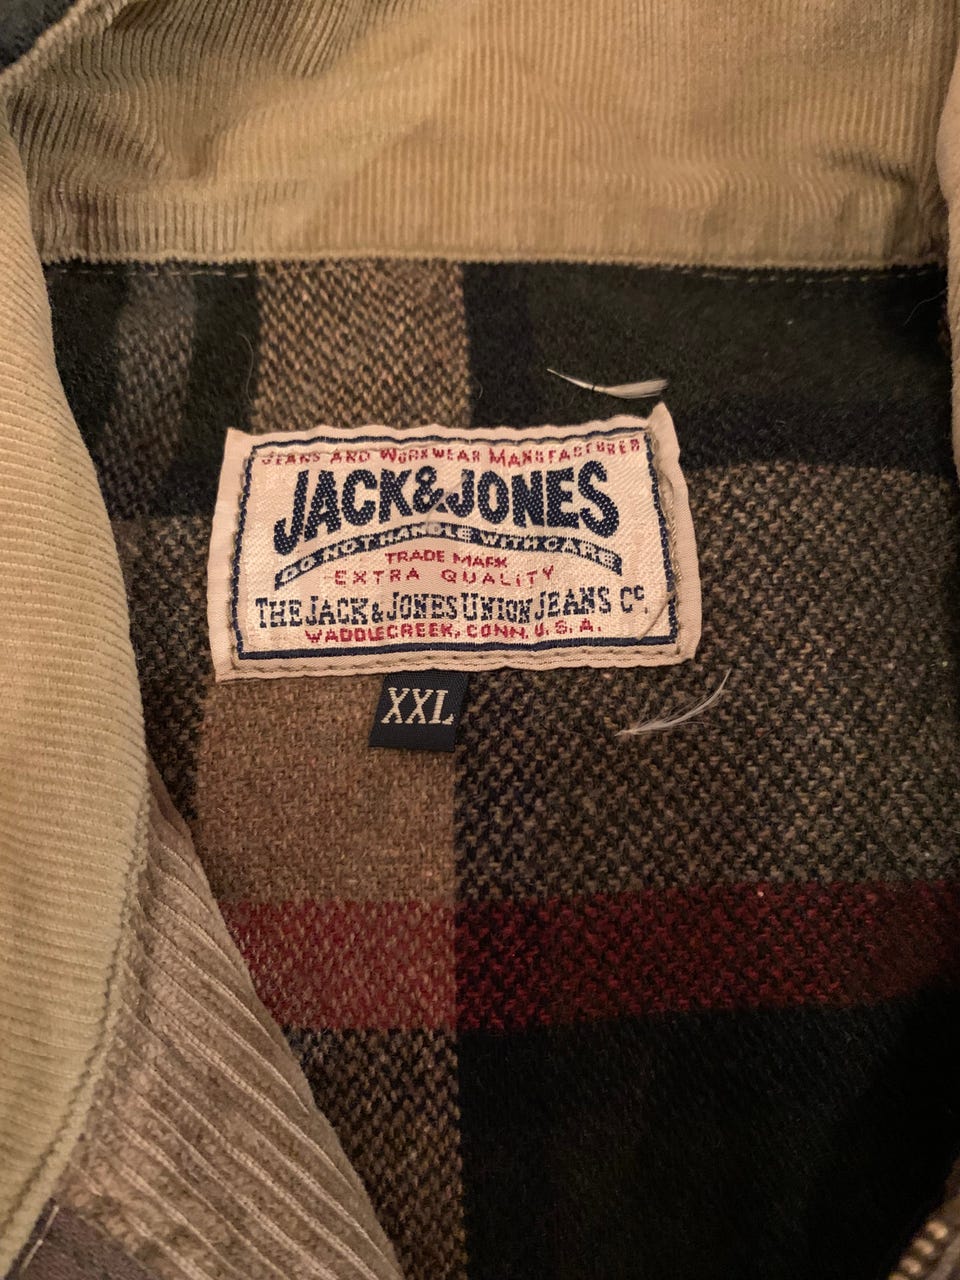 JEANS AND WORKWEAR MANUFACTURER
JACK&JONES
DO NOT HANDLE WITH CARE
TRADE MARK
EXTRA QUALITY
THE JACK & JONES UNION JEANS Cº.
WADDLECREEK, CONN. U.S.A.
XXL